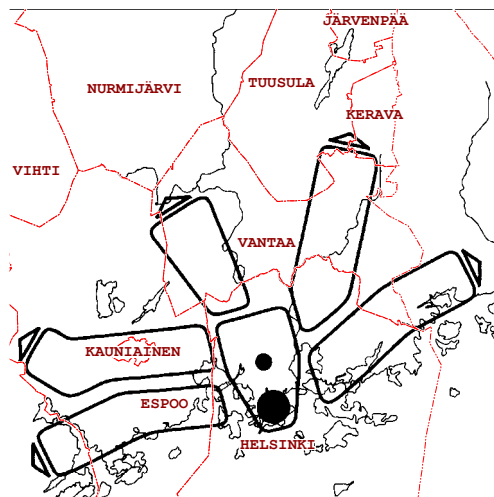 JÄRVENPÄÄ
NURMIJÄRVI
TUUSULA
KERAVA
VIHTI
VANTAA
KAUNIAINEN
ESPOO
HELSINKI